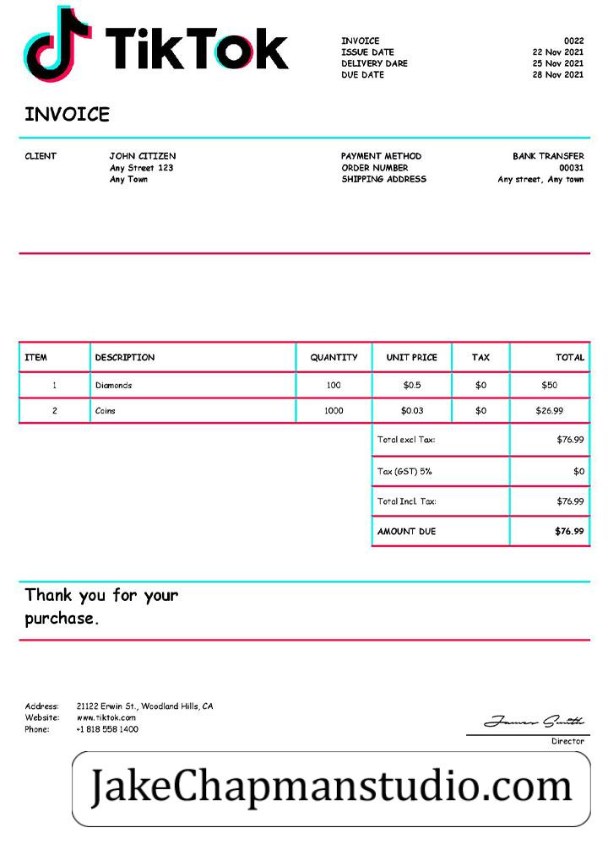 TikTok
INVOICE 0022
ISSUE DATE 22 Nov 2021
DELIVERY DARE 25 Nov 2021
DUE DATE 28 Nov 2021
INVOICE
CLIENT JOHN CITIZEN PAYMENT METHOD BANK TRANSFER
Any Street 123 ORDER NUMBER 00031
Any Town SHIPPING ADDRESS Any street, Any town
ITEM DESCRIPTION QUANTITY UNIT PRICE TAX TOTAL
1 Diamonds 100 $0.5 $0 $50
2 Coins 1000 $0.03 $0 $26.99
Total excl Tax: $76.99
Tax (GST) 5% $0
Total Incl. Tax: $76.99
AMOUNT DUE $76.99
Thank you for your
purchase.
Address: 21122 Erwin St., Woodland Hills, CA
Website: www.tiktok.com
Phone: +1 818 558 1400
James Smith
Director
JakeChapmanstudio.com